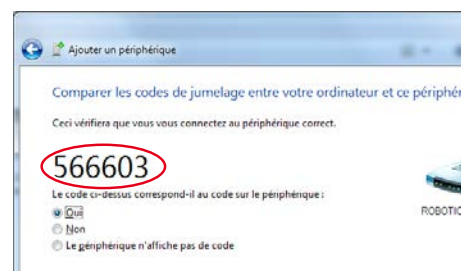 Ajouter un périphérique
Comparer les codes de jumelage entre votre ordinateur et ce périphér
Ceci vérifiera que vous vous connectez au périphérique correct.
566603
Le code ci-dessus correspond-il au code sur le périphérique :
Oui
ROBOTIC
Non
Le périphérique n'affiche pas de code